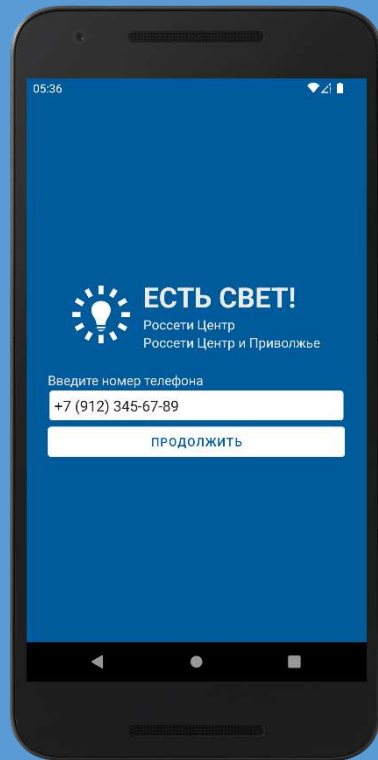 05:36
ЕСТЬ СВЕТ!
Россети Центр
Россети Центр и Приволжье
Введите номер телефона
+7 (912) 345-67-89
ПРОДОЛЖИТЬ